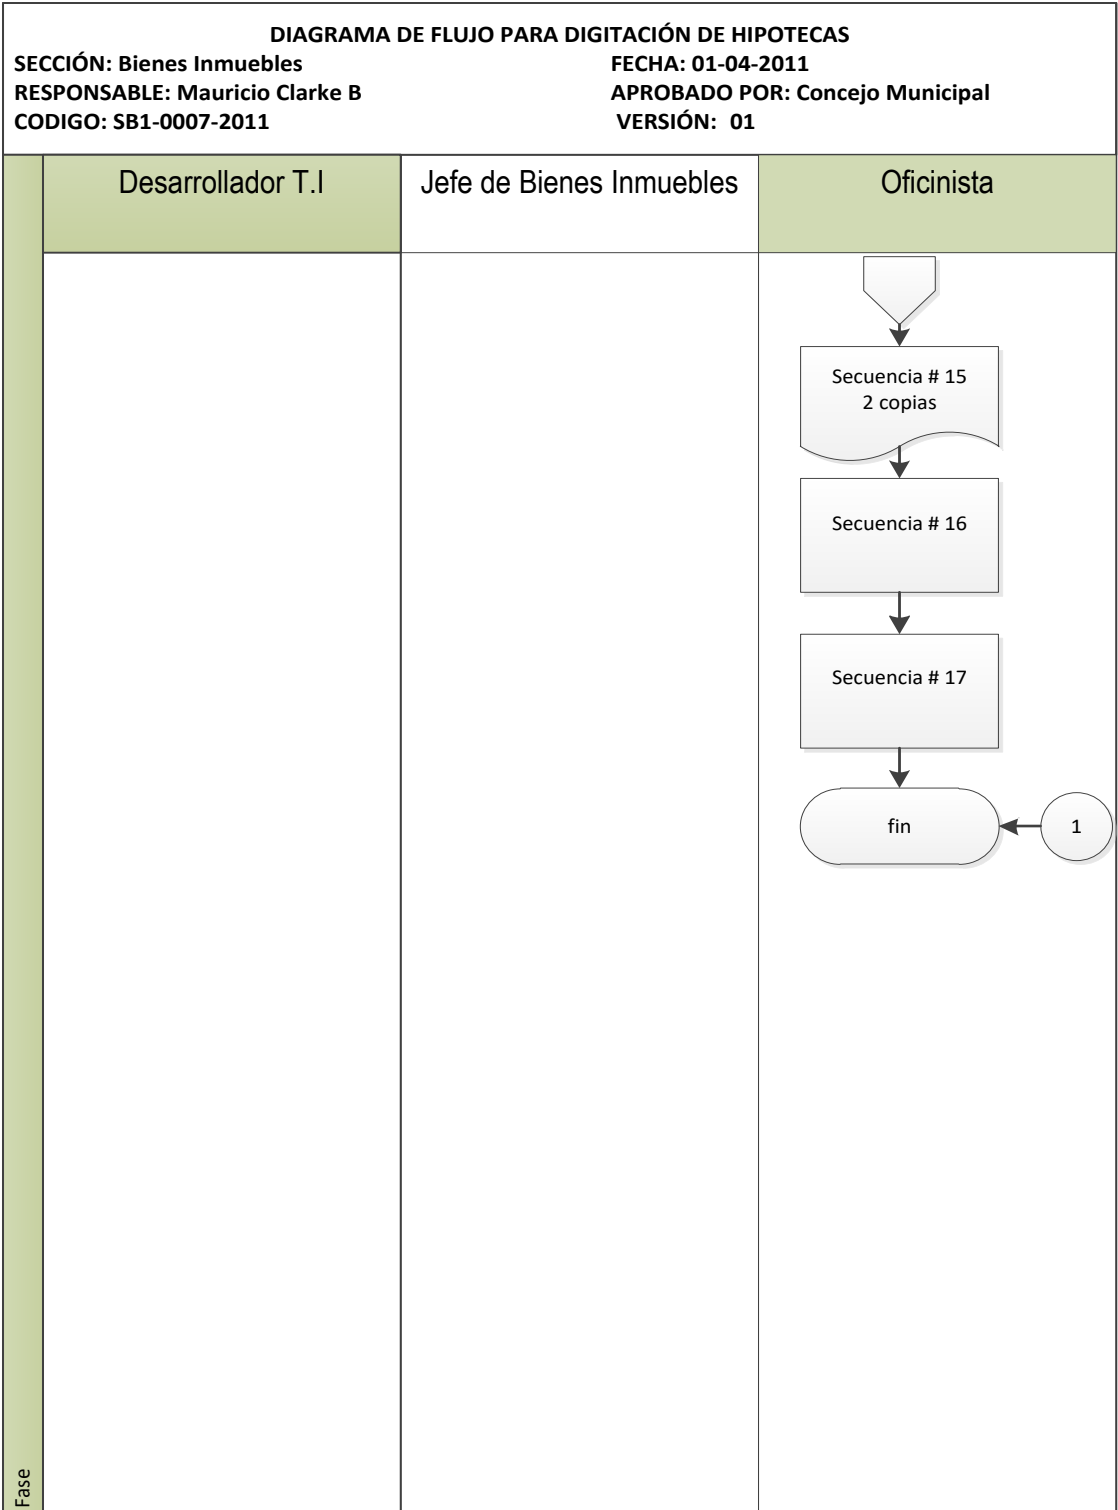 DIAGRAMA DE FLUJO PARA DIGITACIÓN DE HIPOTECAS
SECCIÓN: Bienes Inmuebles FECHA: 01-04-2011
RESPONSABLE: Mauricio Clarke B APROBADO POR: Concejo Municipal
CODIGO: SB1-0007-2011 VERSIÓN: 01
Desarrollador T.I Jefe de Bienes Inmuebles Oficinista
Secuencia # 15
2 copias
Secuencia # 16
Secuencia # 17
fin 1
Fase